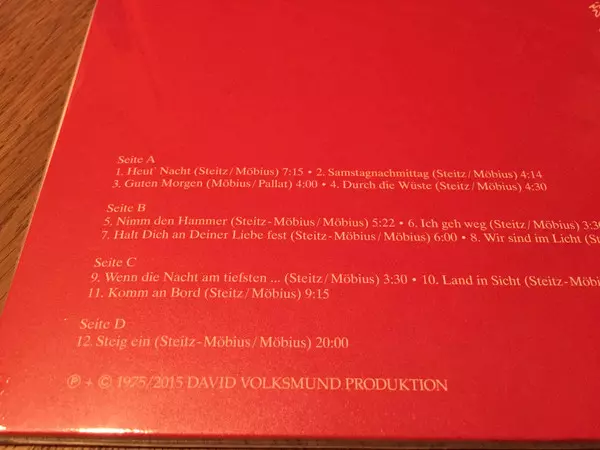 Seite A
1. Heut' Nacht (Steitz/Möbius) 7:15 • 2. Samstagnachmittag (Steitz/Möbius) 4:14
3. Guten Morgen (Möbius/Pallat) 4:00 • 4. Durch die Wüste (Steitz/Möbius) 4:30
Seite B
5. Nimm den Hammer (Steitz-Möbius/Möbius) 5:22 • 6. Ich geh weg (Steitz/Möbius) 3:30
7. Halt Dich an Deiner Liebe fest (Steitz-Möbius/Möbius) 6:00 • 8. Wir sind im Licht (Ste
Seite C
9. Wenn die Nacht am tiefsten ... (Steitz/Möbius) 3:30 • 10. Land in Sicht (Steitz-Möbi
11. Komm an Bord (Steitz/Möbius) 9:15
Seite D
12. Steig ein (Steitz-Möbius/Möbius) 20:00
℗ + © 1975/2015 DAVID VOLKSMUND PRODUKTION